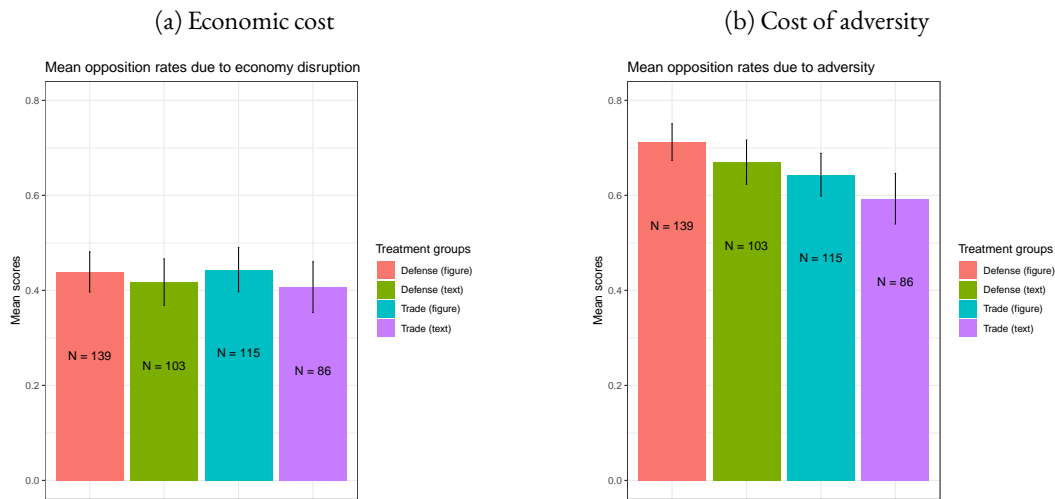 (a) Economic cost
Mean opposition rates due to economy disruption
Mean scores
0.8
0.6
0.4
0.2
0.0
N = 139
N = 103
N = 115
N = 86
Treatment groups
Defense (figure)
Defense (text)
Trade (figure)
Trade (text)
(b) Cost of adversity
Mean opposition rates due to adversity
Mean scores
0.8
0.6
0.4
0.2
0.0
N = 139
N = 103
N = 115
N = 86
Treatment groups
Defense (figure)
Defense (text)
Trade (figure)
Trade (text)